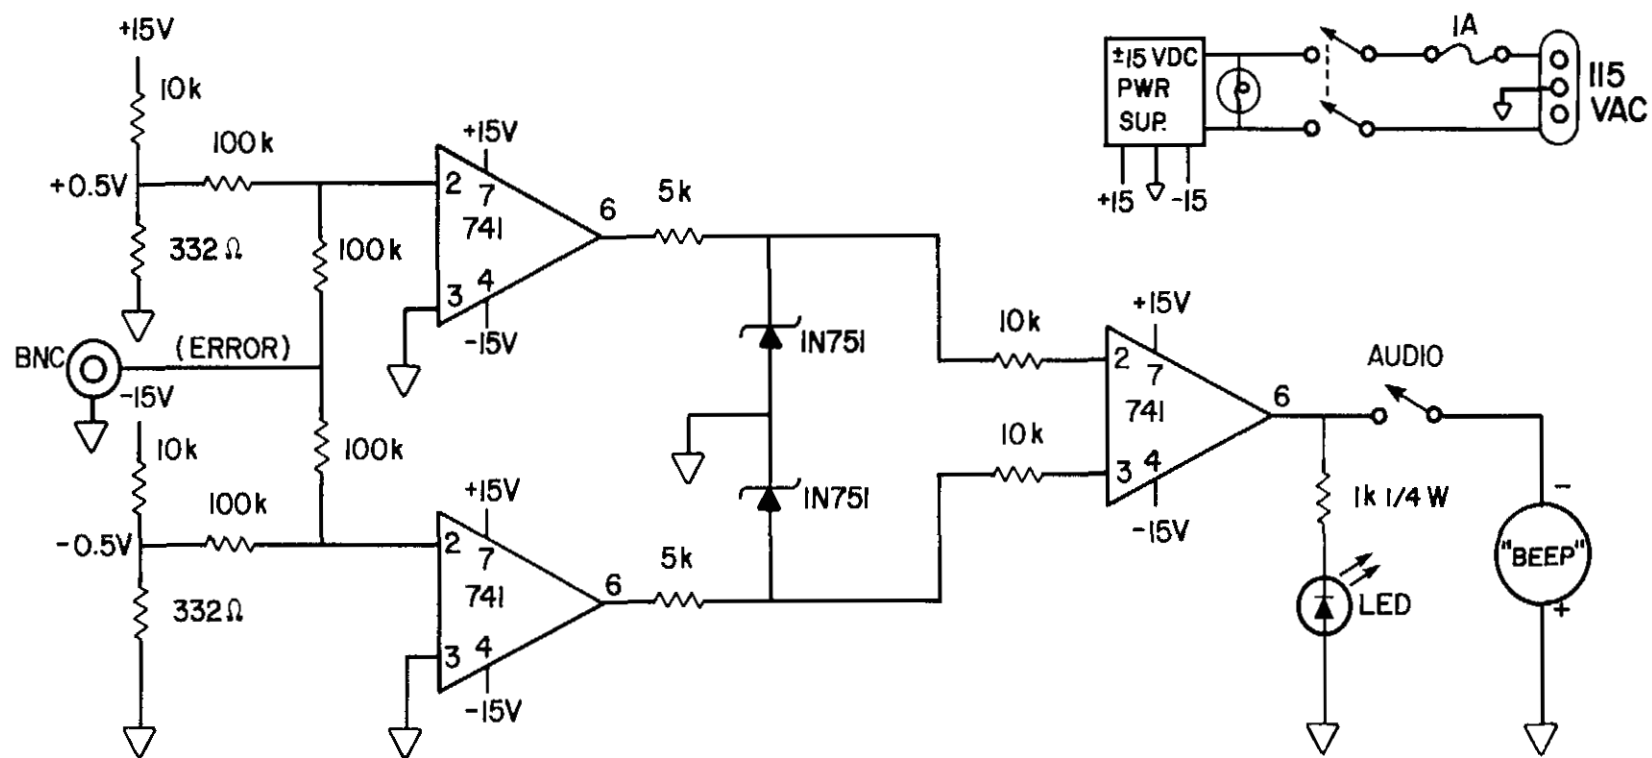 +15V
10k
+0.5V
100k
332Ω
100k
+15V
2
7
741
6
3
4
-15V
5k
BNC
(ERROR)
-15V
10k
100k
-0.5V
100k
332Ω
+15V
2
7
741
6
3
4
-15V
5k
1N751
1N751
10k
10k
+15V
2
7
741
6
3
4
-15V
AUDIO
1k 1/4 W
LED
-
"BEEP"
+
±15 VDC
PWR
SUP.
+15
-15
1A
115
VAC